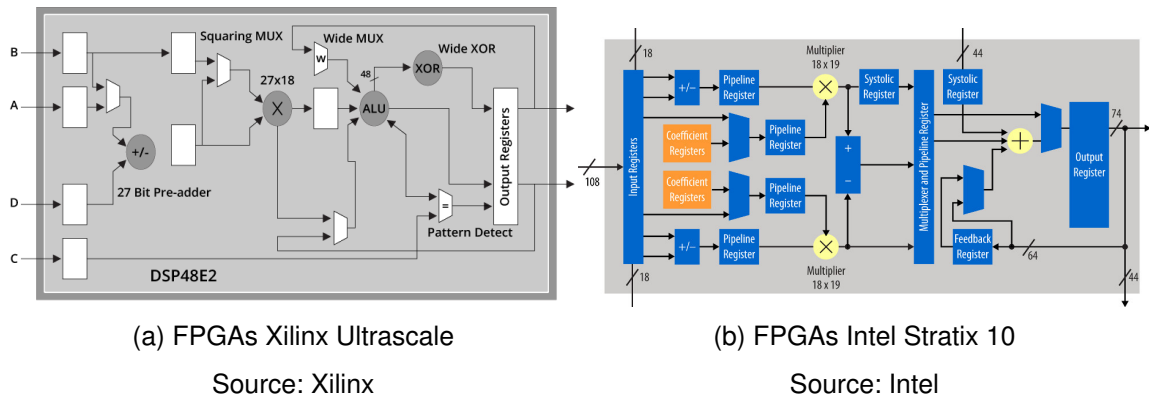 B
A
D
C
Squaring MUX
Wide MUX
Wide XOR
W
48
XOR
27x18
X
ALU
+/-
27 Bit Pre-adder
=
Pattern Detect
Output Registers
DSP48E2
(a) FPGAs Xilinx Ultrascale
Source: Xilinx
18
44
108
Input Registers
+/−
Pipeline
Register
Multiplier
18 x 19
×
Systolic
Register
Systolic
Register
74
Coefficient
Registers
Pipeline
Register
+
−
Multiplexer and Pipeline Register
+
Output
Register
Coefficient
Registers
Pipeline
Register
+/−
Pipeline
Register
×
Multiplier
18 x 19
Feedback
Register
64
18
44
(b) FPGAs Intel Stratix 10
Source: Intel